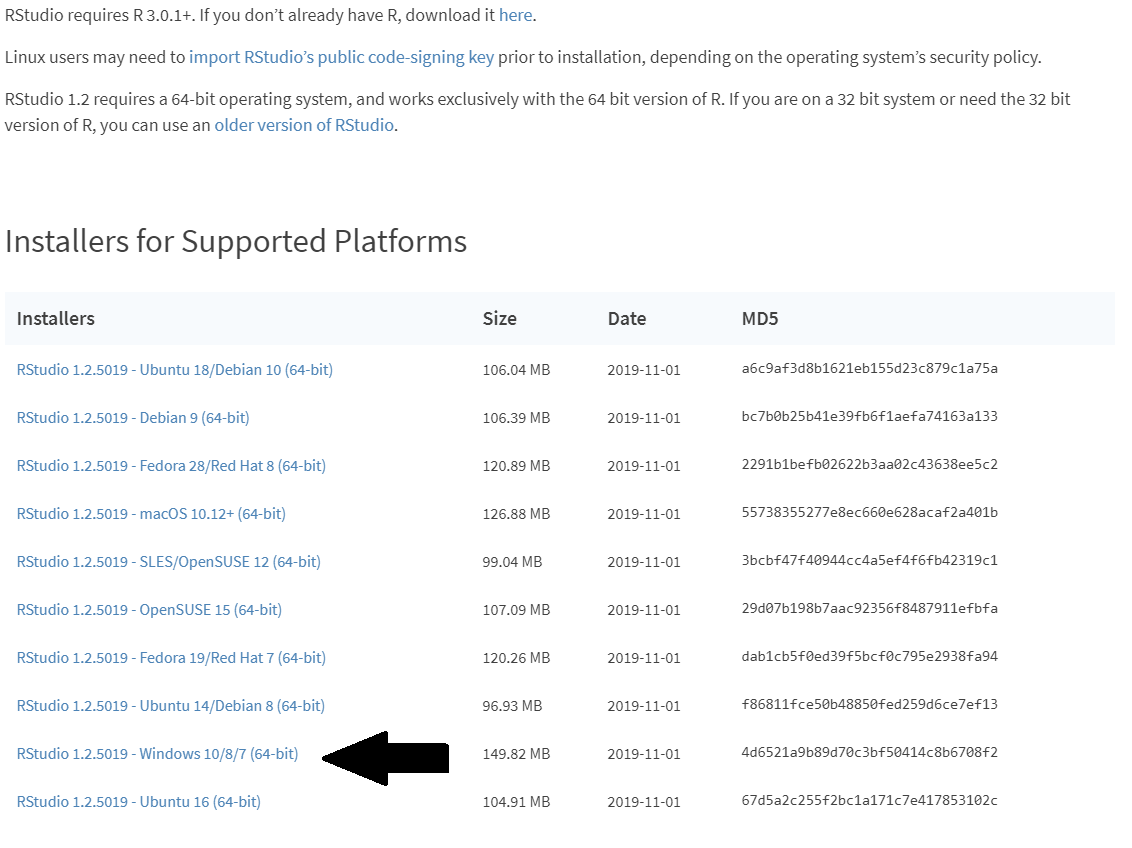 RStudio requires R 3.0.1+. If you don’t already have R, download it here.
Linux users may need to import RStudio’s public code-signing key prior to installation, depending on the operating system’s security policy.
RStudio 1.2 requires a 64-bit operating system, and works exclusively with the 64 bit version of R. If you are on a 32 bit system or need the 32 bit
version of R, you can use an older version of RStudio.
Installers for Supported Platforms
Installers Size Date MD5
RStudio 1.2.5019 - Ubuntu 18/Debian 10 (64-bit) 106.04 MB 2019-11-01 a6c9af3d8b1621eb155d23c879c1a75a
RStudio 1.2.5019 - Debian 9 (64-bit) 106.39 MB 2019-11-01 bc7b0b25b41e39fb6f1aefa74163a133
RStudio 1.2.5019 - Fedora 28/Red Hat 8 (64-bit) 120.89 MB 2019-11-01 2291b1befb02622b3aa02c43638ee5c2
RStudio 1.2.5019 - macOS 10.12+ (64-bit) 126.88 MB 2019-11-01 55738355277e8ec660e628acaf2a401b
RStudio 1.2.5019 - SLES/OpenSUSE 12 (64-bit) 99.04 MB 2019-11-01 3bcbf47f40944cc4a5ef4f6fb42319c1
RStudio 1.2.5019 - OpenSUSE 15 (64-bit) 107.09 MB 2019-11-01 29d07b198b7aac92356f8487911efbfa
RStudio 1.2.5019 - Fedora 19/Red Hat 7 (64-bit) 120.26 MB 2019-11-01 dab1cb5f0ed39f5bcf0c795e2938fa94
RStudio 1.2.5019 - Ubuntu 14/Debian 8 (64-bit) 96.93 MB 2019-11-01 f86811fce50b48850fed259d6ce7ef13
RStudio 1.2.5019 - Windows 10/8/7 (64-bit) 149.82 MB 2019-11-01 4d6521a9b89d70c3bf50414c8b6708f2
RStudio 1.2.5019 - Ubuntu 16 (64-bit) 104.91 MB 2019-11-01 67d5a2c255f2bc1a171c7e417853102c